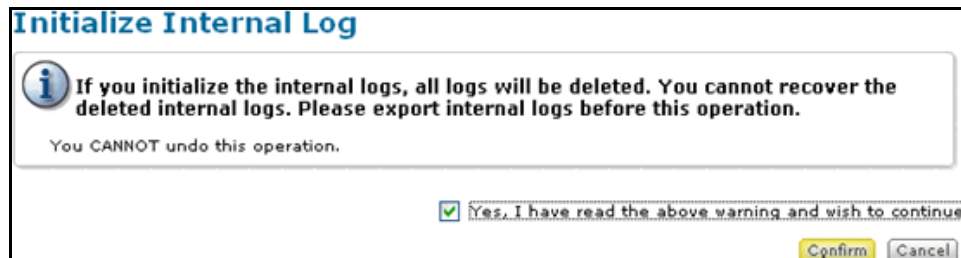 Initialize Internal Log
If you initialize the internal logs, all logs will be deleted. You cannot recover the
deleted internal logs. Please export internal logs before this operation.
You CANNOT undo this operation.
Yes, I have read the above warning and wish to continue
Confirm Cancel